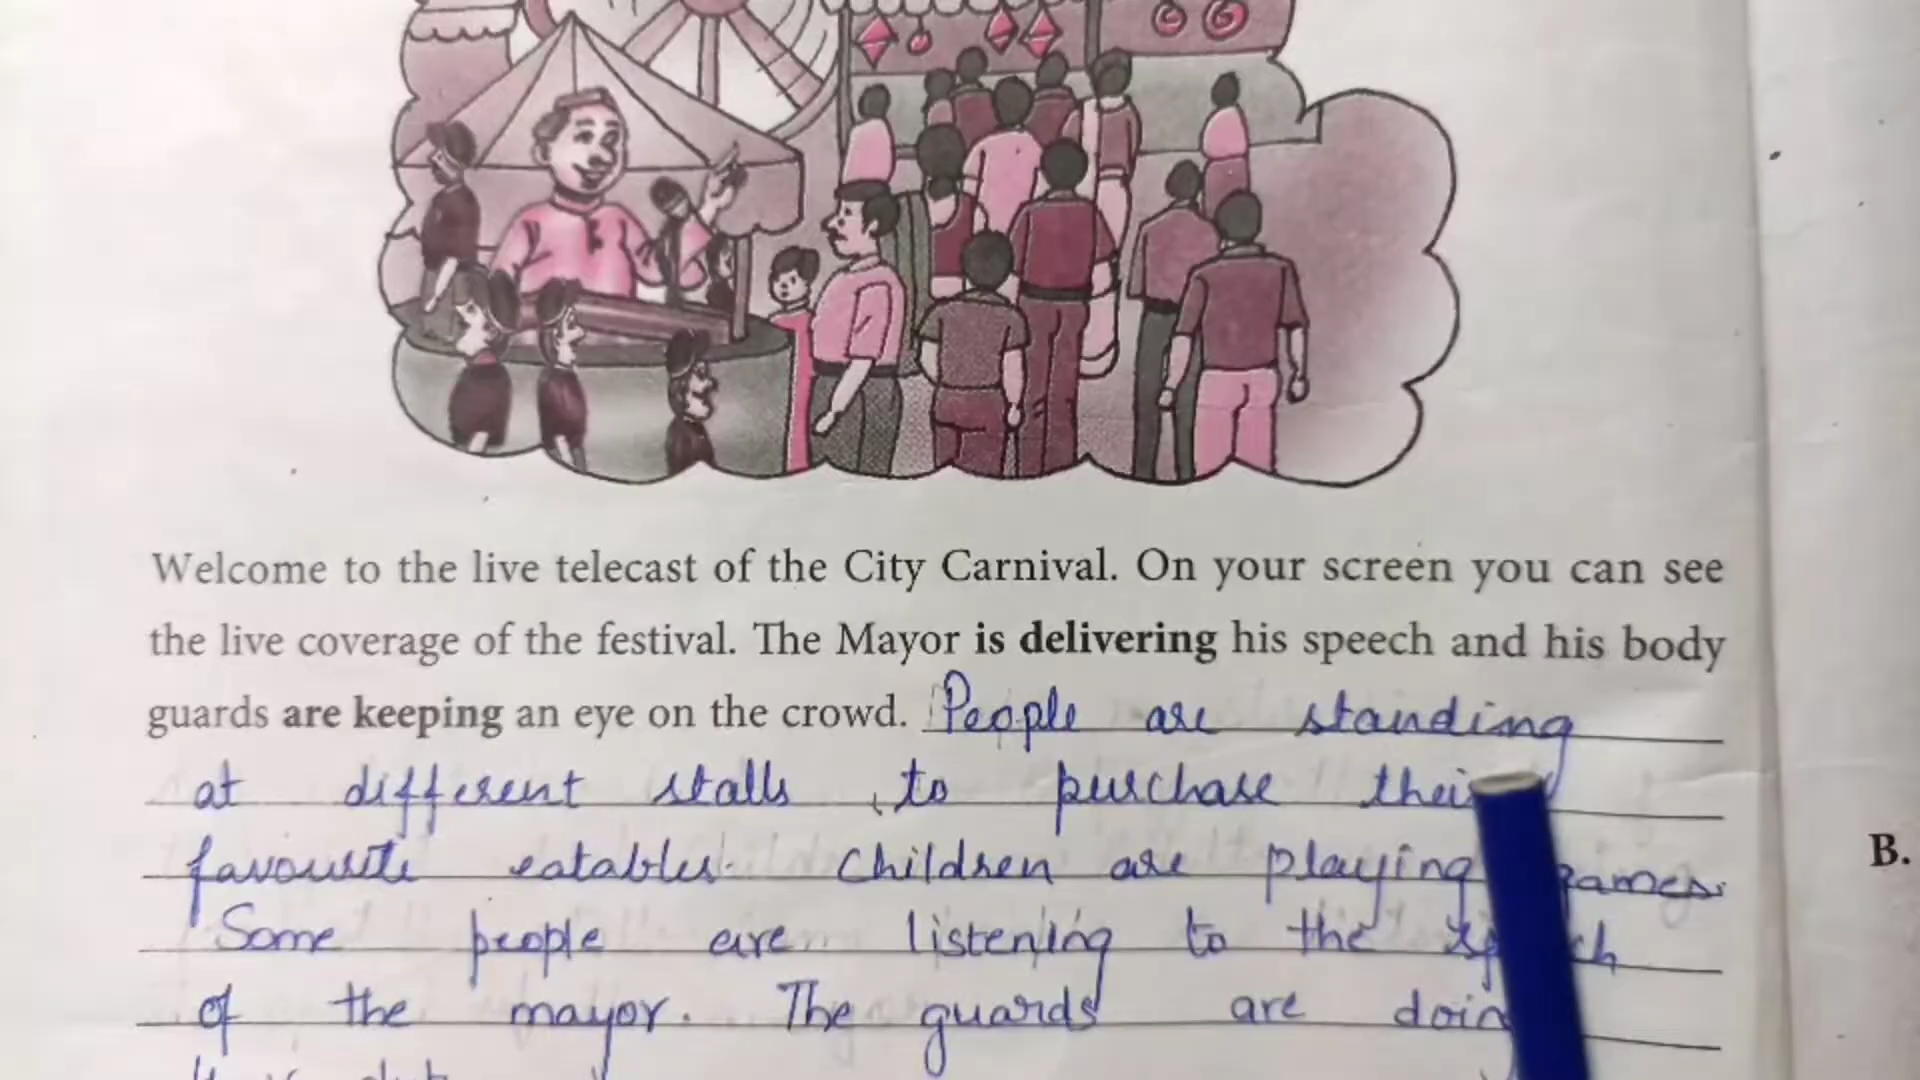 Welcome to the live telecast of the City Carnival. On your screen you can see
the live coverage of the festival. The Mayor is delivering his speech and his body
guards are keeping an eye on the crowd. People are standing
at different stalls to purchase their
favourite eatables. Children are playing games.
Some people are listening to the speech
of the mayor. The guards are doing
B.